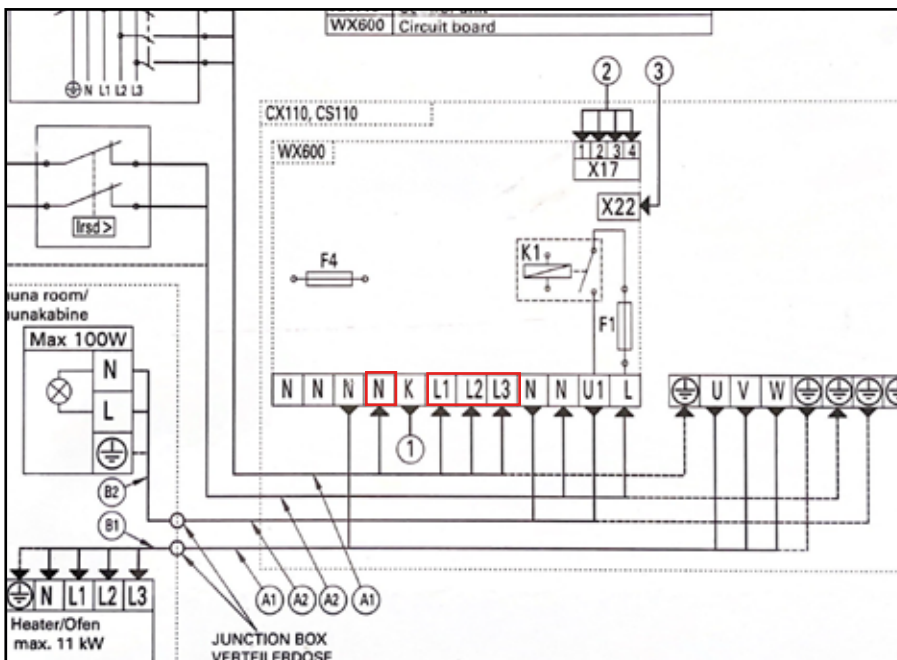 WX600 Circuit board
N L1 L2 L3
CX110, CS110
2
3
WX600
1 2 3 4
X17
X22
Irsd >
K1
F4
F1
room/
Max 100W
N
L
N N N N K L1 L2 L3 N N U1 L
U V W
1
B2
B1
A1 A2 A2 A1
N L1 L2 L3
Heater/Ofen
max. 11 kW
JUNCTION BOX
VERTEILERDOSE